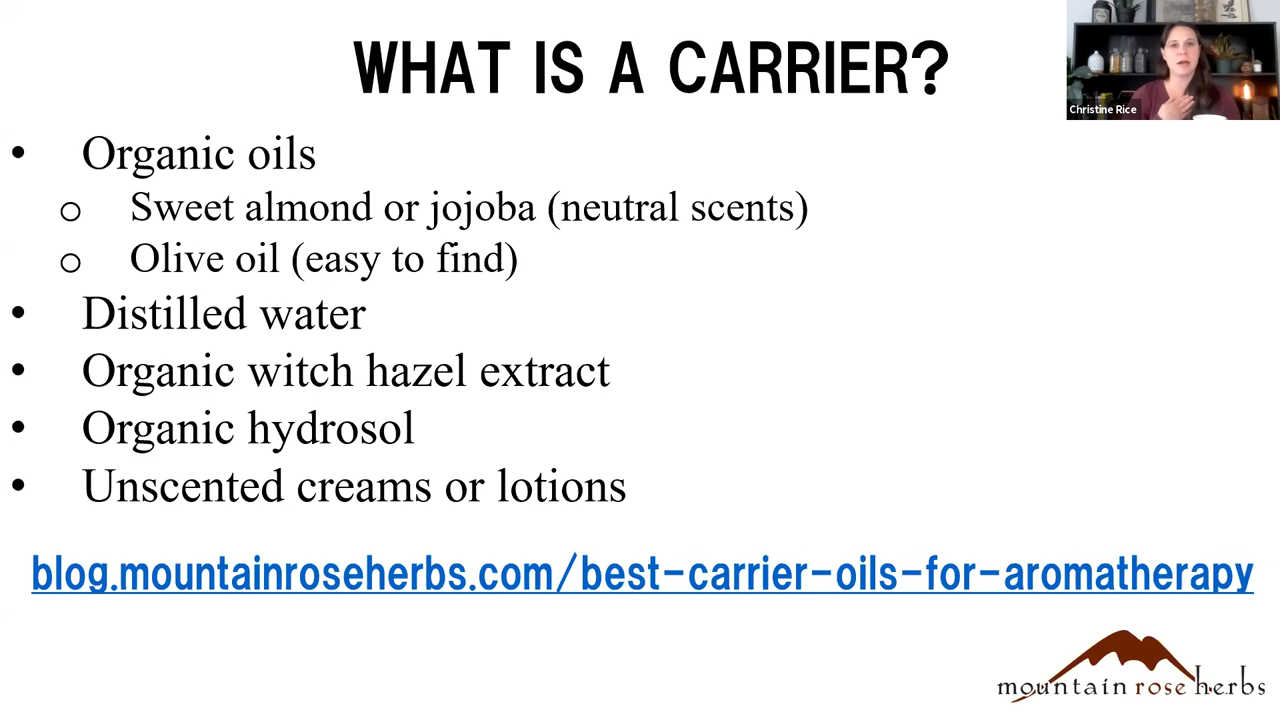 WHAT IS A CARRIER?
Christine Rice
• Organic oils
o Sweet almond or jojoba (neutral scents)
o Olive oil (easy to find)
• Distilled water
• Organic witch hazel extract
• Organic hydrosol
• Unscented creams or lotions
blog.mountainroseherbs.com/best-carrier-oils-for-aromatherapy
mountain rose herbs